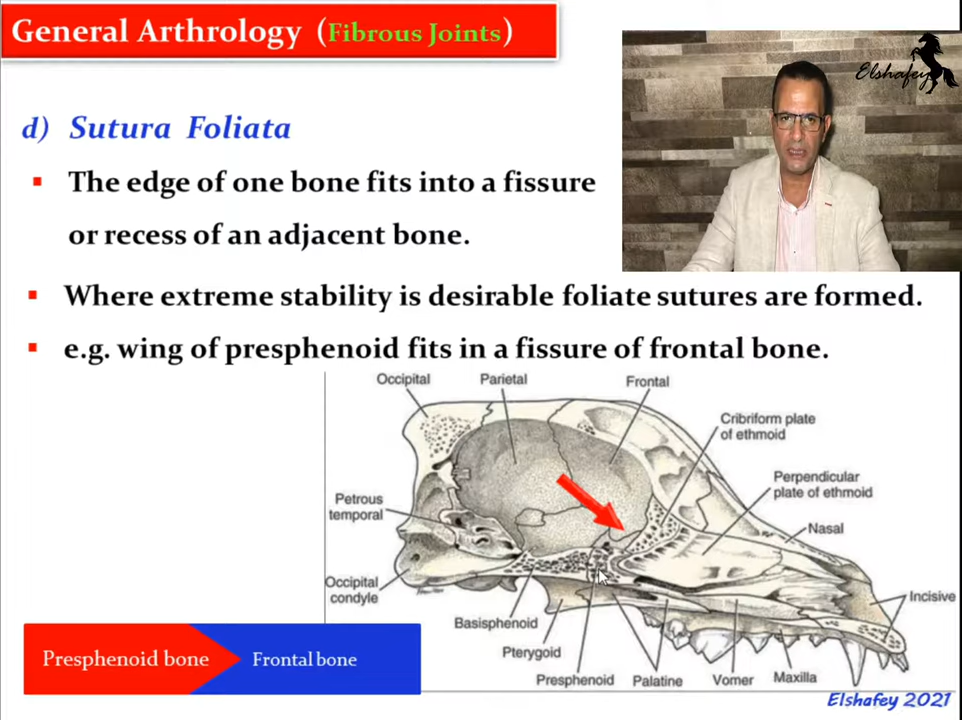 General Arthrology (Fibrous Joints)
Elshafey
d) Sutura Foliata
▪ The edge of one bone fits into a fissure
or recess of an adjacent bone.
▪ Where extreme stability is desirable foliate sutures are formed.
▪ e.g. wing of presphenoid fits in a fissure of frontal bone.
Occipital
Parietal
Frontal
Cribriform plate
of ethmoid
Perpendicular
plate of ethmoid
Petrous
temporal
Nasal
Occipital
condyle
Incisive
Basisphenoid
Pterygoid
Presphenoid
Palatine
Vomer
Maxilla
Presphenoid bone
Frontal bone
Elshafey 2021